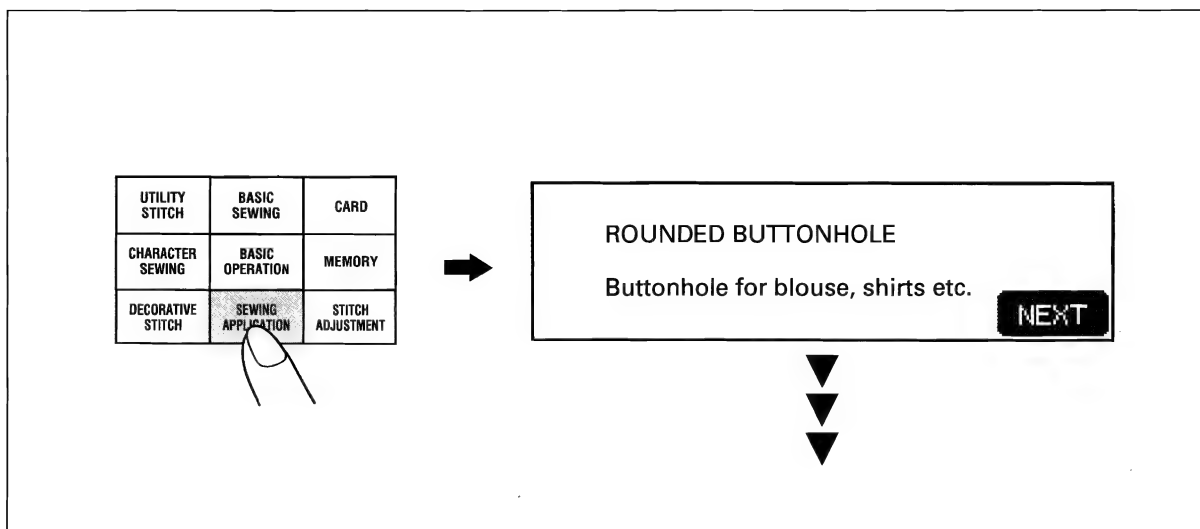 UTILITY
STITCH
BASIC
SEWING
CARD
CHARACTER
SEWING
BASIC
OPERATION
MEMORY
DECORATIVE
STITCH
SEWING
APPLICATION
STITCH
ADJUSTMENT
ROUNDED BUTTONHOLE
Buttonhole for blouse, shirts etc.
NEXT